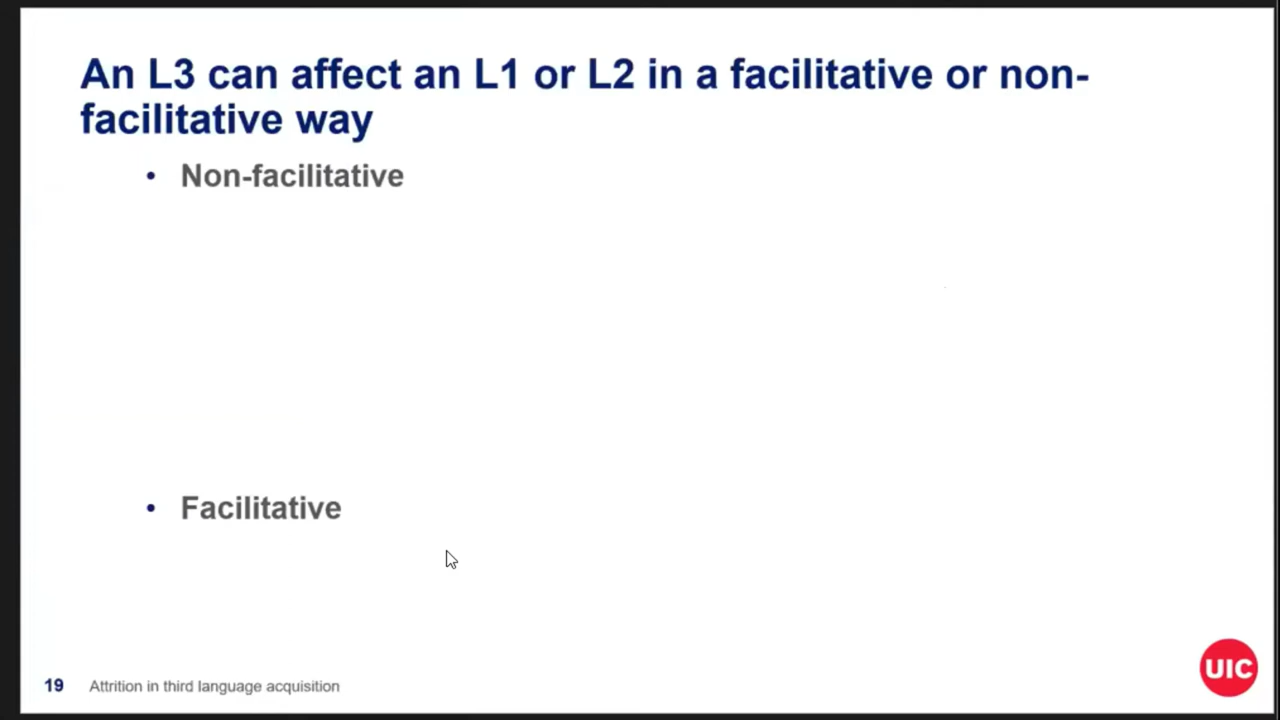 An L3 can affect an L1 or L2 in a facilitative or non-
facilitative way
• Non-facilitative
• Facilitative
19 Attrition in third language acquisition
UIC